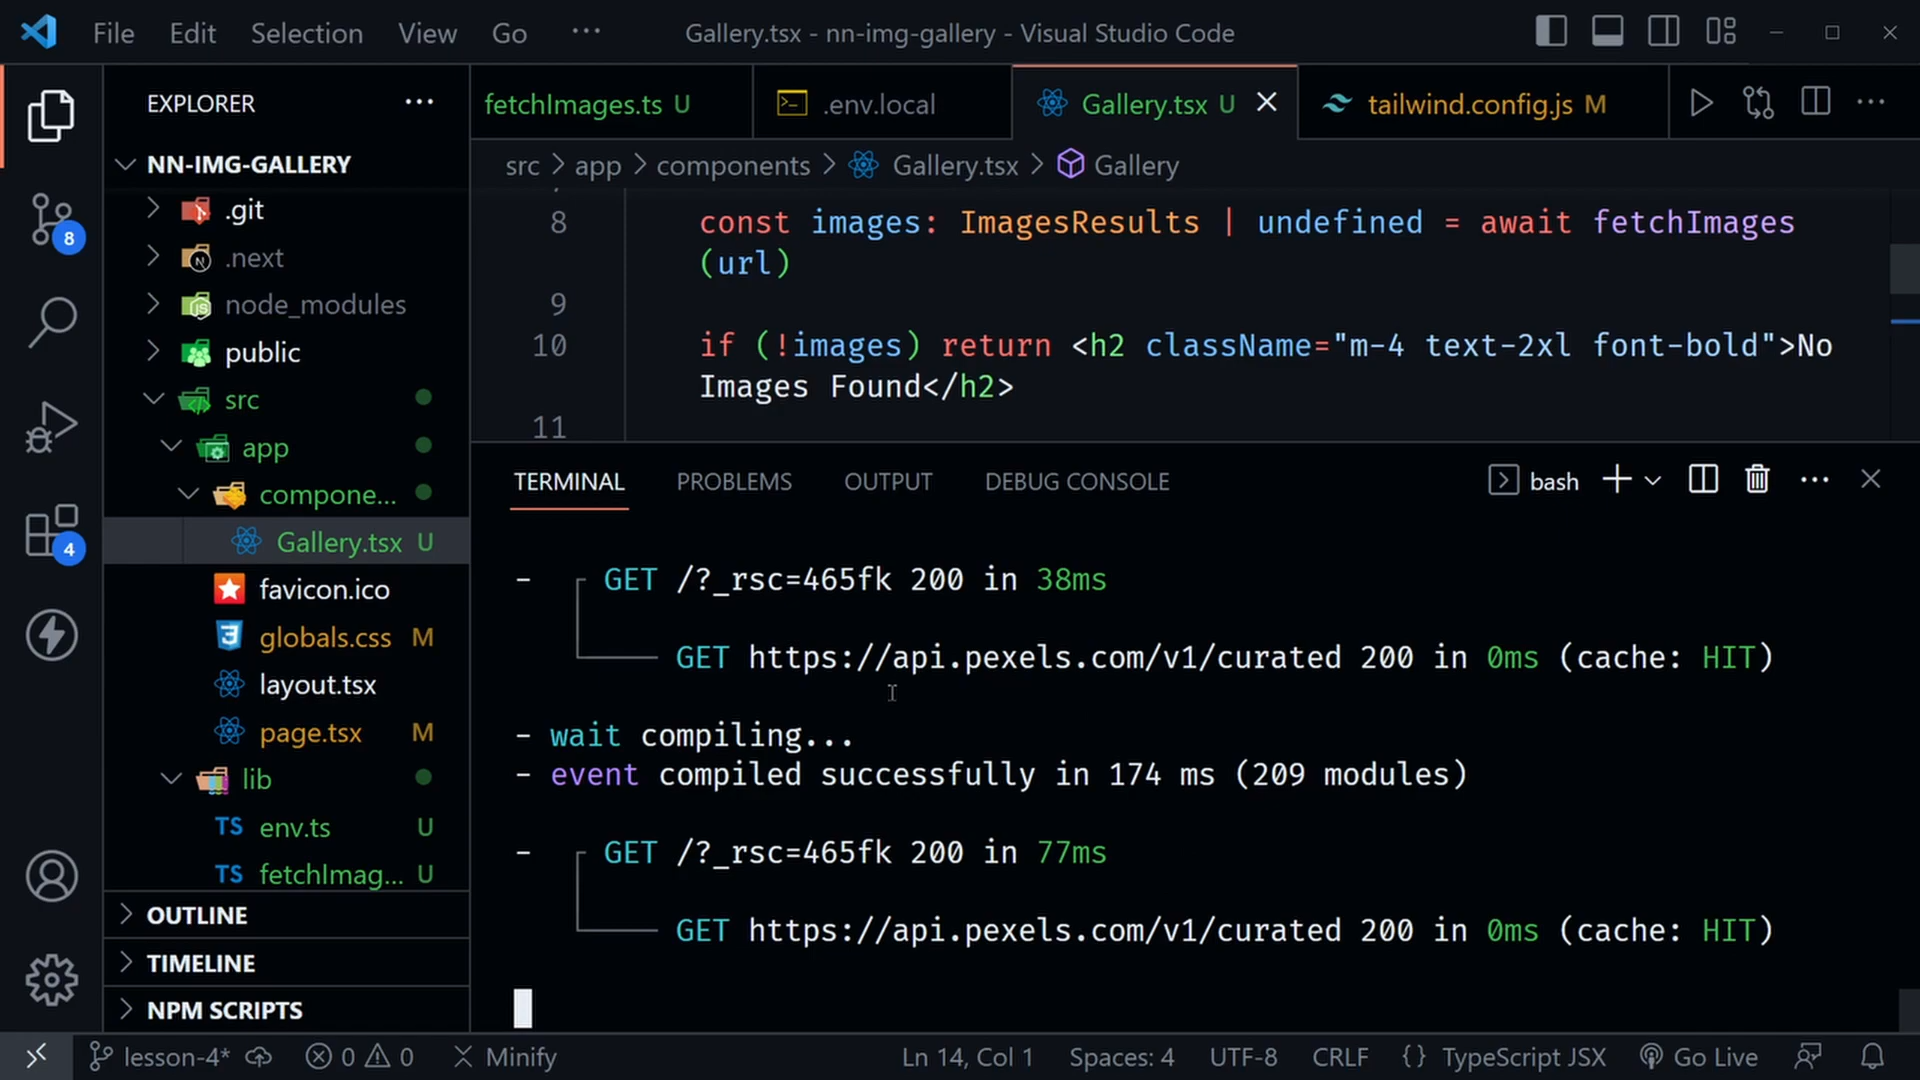 File Edit Selection View Go ··· Gallery.tsx - nn-img-gallery - Visual Studio Code
EXPLORER ···
fetchImages.ts U .env.local Gallery.tsx U tailwind.config.js M ···
NN-IMG-GALLERY
src > app > components > Gallery.tsx > Gallery
.git
.next
node_modules
public
src
app
compone...
Gallery.tsx U
favicon.ico
globals.css M
layout.tsx
page.tsx M
lib
env.ts U
TS
fetchImag... U
TS
OUTLINE
TIMELINE
NPM SCRIPTS
8
4
8 const images: ImagesResults | undefined = await fetchImages
(url)
9
10 if (!images) return <h2 className="m-4 text-2xl font-bold">No
Images Found</h2>
11
TERMINAL PROBLEMS OUTPUT DEBUG CONSOLE bash ···
- GET /?_rsc=465fk 200 in 38ms
GET https://api.pexels.com/v1/curated 200 in 0ms (cache: HIT)
- wait compiling...
- event compiled successfully in 174 ms (209 modules)
- GET /?_rsc=465fk 200 in 77ms
GET https://api.pexels.com/v1/curated 200 in 0ms (cache: HIT)
lesson-4* 0 0 Minify Ln 14, Col 1 Spaces: 4 UTF-8 CRLF {} TypeScript JSX Go Live